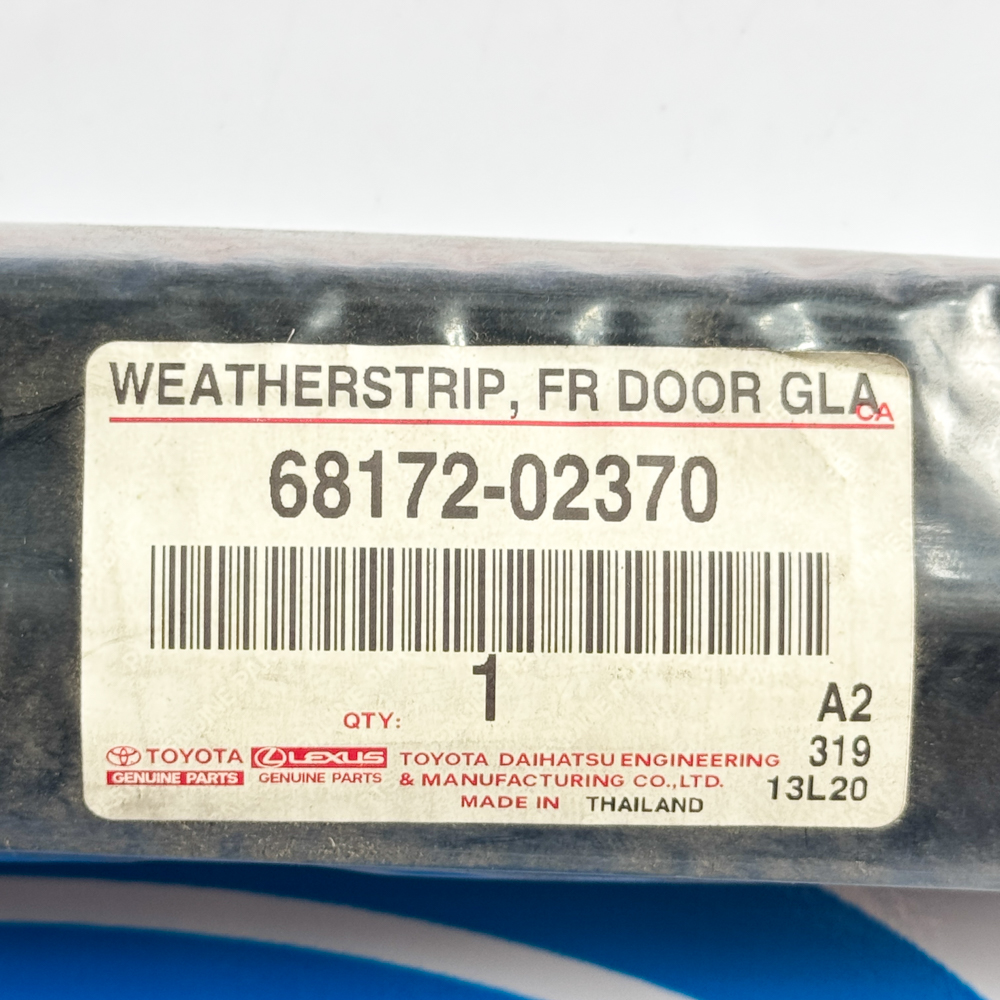 WEATHERSTRIP, FR DOOR GLA
CA
68172-02370
1
QTY:
A2
319
13L20
TOYOTA
GENUINE PARTS
LEXUS
GENUINE PARTS
TOYOTA DAIHATSU ENGINEERING
& MANUFACTURING CO.,LTD.
MADE IN THAILAND